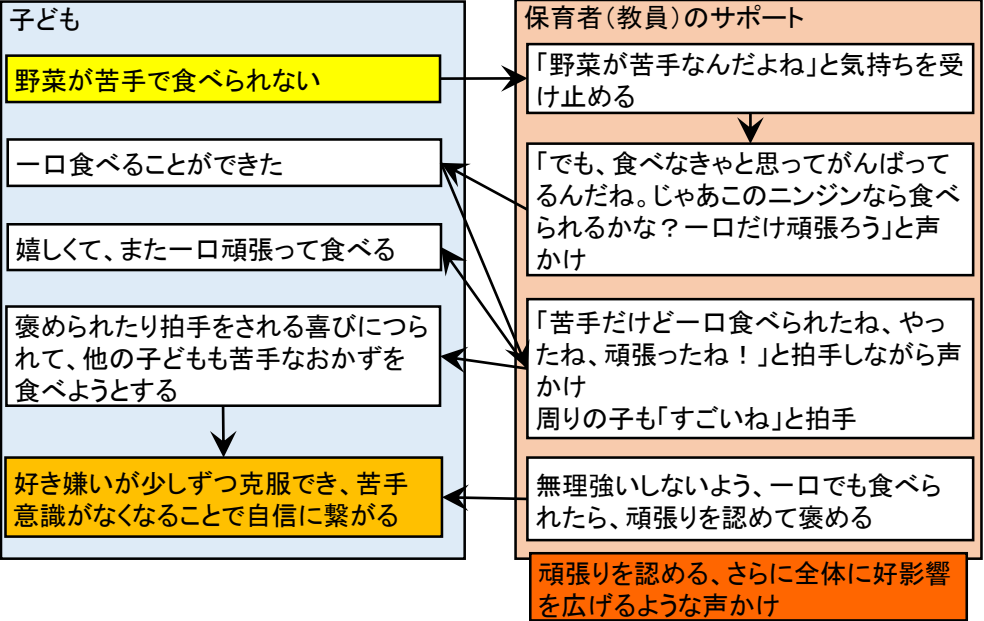 子ども
野菜が苦手で食べられない
一口食べることができた
嬉しくて、また一口頑張って食べる
褒められたり拍手をされる喜びにつら
れて、他の子どもも苦手なおかずを
食べようとする
好き嫌いが少しずつ克服でき、苦手
意識がなくなることで自信に繋がる
保育者（教員）のサポート
「野菜が苦手なんだよね」と気持ちを受
け止める
「でも、食べなきゃと思ってがんばって
るんだね。じゃあこのニンジンなら食べ
られるかな？一口だけ頑張ろう」と声
かけ
「苦手だけど一口食べられたね、やっ
たね、頑張ったね！」と拍手しながら声
かけ
周りの子も「すごいね」と拍手
無理強いしないよう、一口でも食べら
れたら、頑張りを認めて褒める
頑張りを認める、さらに全体に好影響
を広げるような声かけ